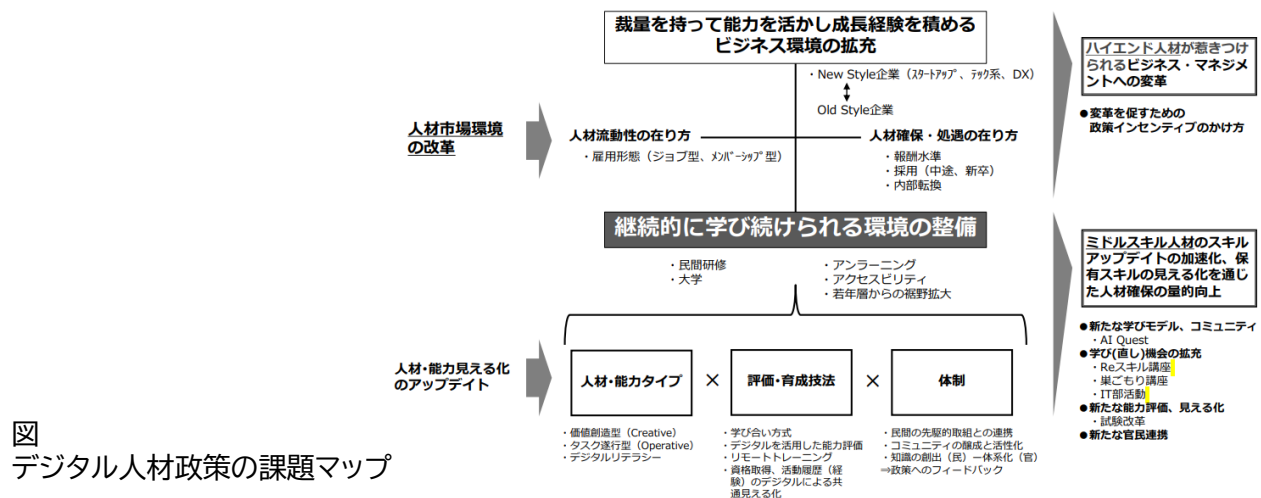 裁量を持って能力を活かし成長経験を積める
ビジネス環境の拡充
・New Style企業（ｽﾀｰﾄｱｯﾌﾟ、ﾃｯｸ系、DX）
Old Style企業
人材市場環境
の改革
人材流動性の在り方
・雇用形態（ジョブ型、ﾒﾝﾊﾞｰｼｯﾌﾟ型）
人材確保・処遇の在り方
・報酬水準
・採用（中途、新卒）
・内部転換
ハイエンド人材が惹きつけ
られるビジネス・マネジメ
ントへの変革
●変革を促すための
政策インセンティブのかけ方
継続的に学び続けられる環境の整備
・民間研修
・大学
・アンラーニング
・アクセスビリティ
・若年層からの裾野拡大
ミドルスキル人材のスキル
アップデイトの加速化、保
有スキルの見える化を通じ
た人材確保の量的向上
●新たな学びモデル、コミュニティ
・AI Quest
●学び(直し)機会の拡充
・Reスキル講座
・巣ごもり講座
・IT部活動
●新たな能力評価、見える化
・試験改革
●新たな官民連携
人材・能力見える化
のアップデイト
人材・能力タイプ
×
評価・育成技法
×
体制
・価値創造型（Creative）
・タスク遂行型（Operative）
・デジタルリテラシー
・学び合い方式
・デジタルを活用した能力評価
・リモートトレーニング
・資格取得、活動履歴（経
験）のデジタルによる共
通見える化
・民間の先駆的取組との連携
・コミュニティの醸成と活性化
・知識の創出（民）ー体系化（官）
⇒政策へのフィードバック
図
デジタル人材政策の課題マップ